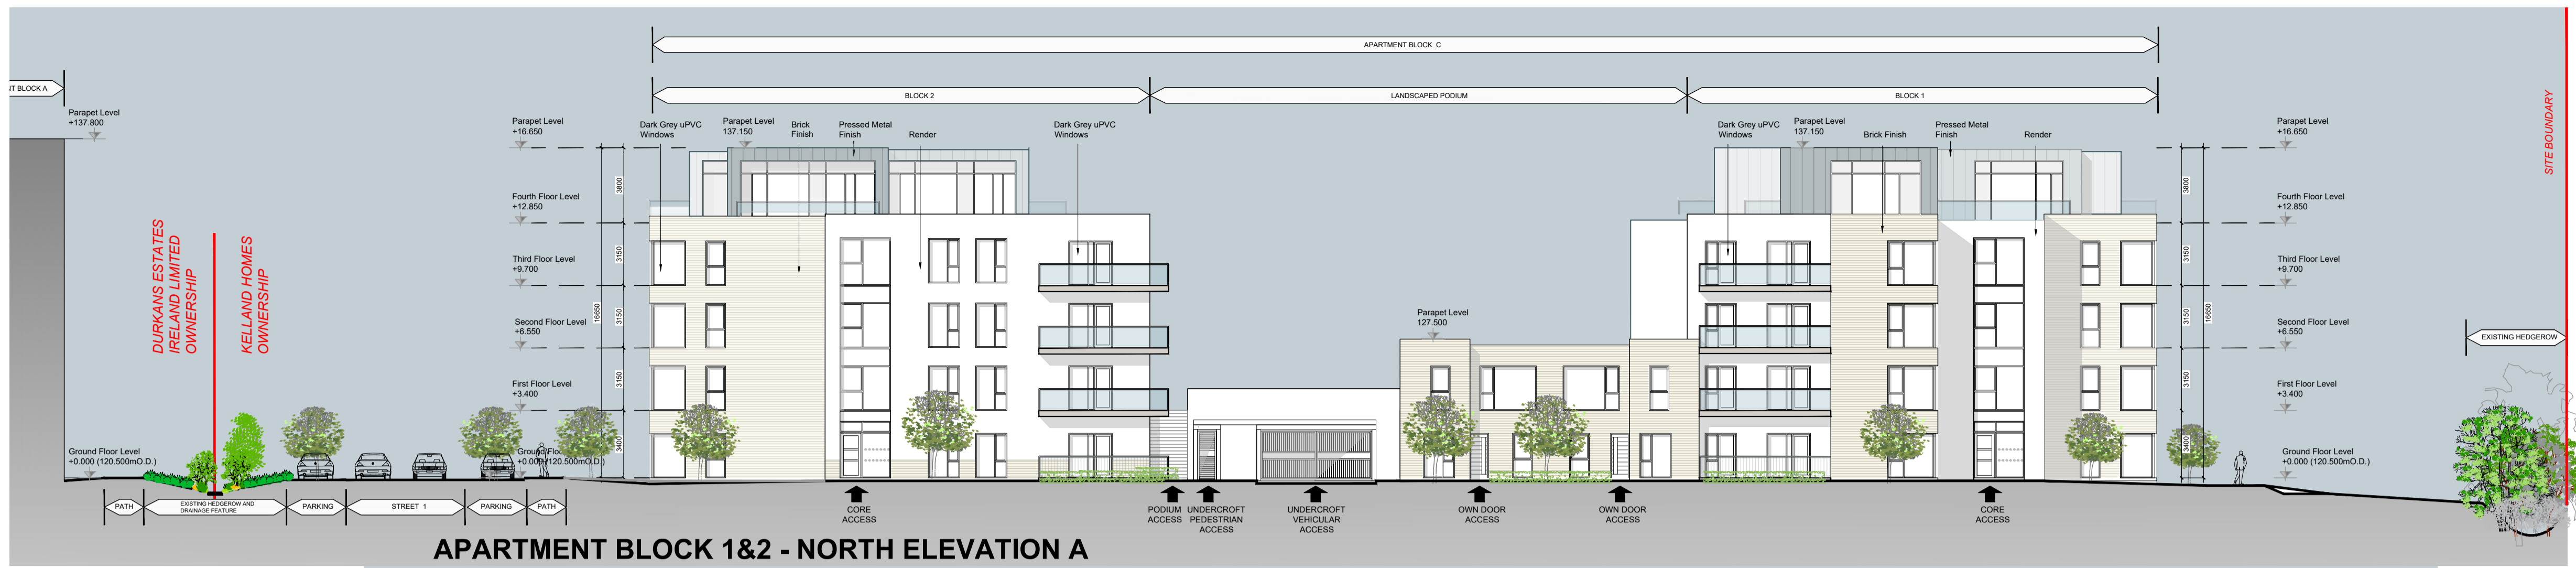 APARTMENT BLOCK C
NT BLOCK A
BLOCK 2
LANDSCAPED PODIUM
BLOCK 1
SITE BOUNDARY
Parapet Level
+137.800
Parapet Level
+16.650
Dark Grey uPVC
Windows
Parapet Level
137.150
Brick
Finish
Pressed Metal
Finish
Render
Dark Grey uPVC
Windows
Dark Grey uPVC
Windows
Parapet Level
137.150
Brick Finish
Pressed Metal
Finish
Render
Parapet Level
+16.650
3800
3800
Fourth Floor Level
+12.850
Fourth Floor Level
+12.850
DURKANS ESTATES
IRELAND LIMITED
OWNERSHIP
KELLAND HOMES
OWNERSHIP
3150
3150
Third Floor Level
+9.700
Third Floor Level
+9.700
16650
3150
3150
16650
Second Floor Level
+6.550
Parapet Level
127.500
Second Floor Level
+6.550
EXISTING HEDGEROW
3150
3150
First Floor Level
+3.400
First Floor Level
+3.400
3400
3400
Ground Floor Level
+0.000 (120.500mO.D.)
Ground Floor Level
+0.000 (120.500mO.D.)
Ground Floor Level
+0.000 (120.500mO.D.)
PATH
EXISTING HEDGEROW AND
DRAINAGE FEATURE
PARKING
STREET 1
PARKING
PATH
CORE
ACCESS
PODIUM
ACCESS
UNDERCROFT
PEDESTRIAN
ACCESS
UNDERCROFT
VEHICULAR
ACCESS
OWN DOOR
ACCESS
OWN DOOR
ACCESS
CORE
ACCESS
APARTMENT BLOCK 1&2 - NORTH ELEVATION A